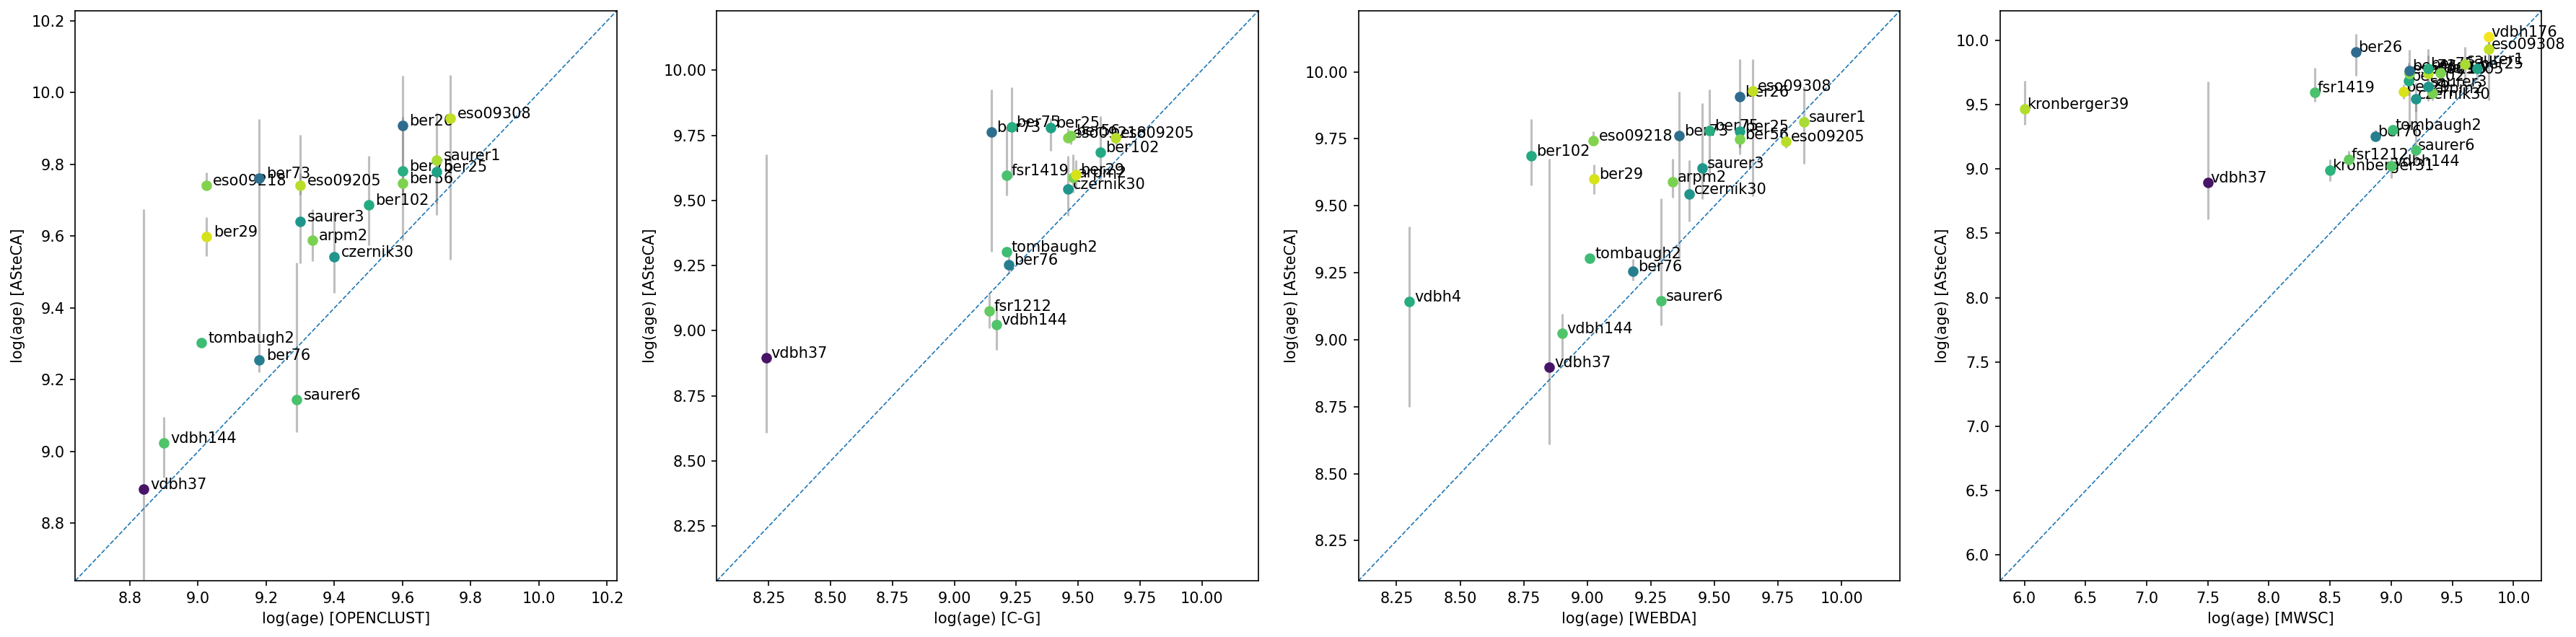 10.2
10.0
9.8
9.6
9.4
9.2
9.0
8.8
log(age) [ASteCA]
ber26
eso09308
saurer1
ber73
ber25
ber56
eso09218
eso09205
ber102
ber29
saurer3
arpm2
czernik30
tombaugh2
ber76
saurer6
vdbh144
vdbh37
8.8 9.0 9.2 9.4 9.6 9.8 10.0 10.2
log(age) [OPENCLUST]
10.00
9.75
9.50
9.25
9.00
8.75
8.50
8.25
log(age) [ASteCA]
ber73
ber75
ber25
eso09205
ber102
fsr1419
ber29
czernik30
tombaugh2
ber76
fsr1212
vdbh144
vdbh37
8.25 8.50 8.75 9.00 9.25 9.50 9.75 10.00
log(age) [C-G]
10.00
9.75
9.50
9.25
9.00
8.75
8.50
8.25
log(age) [ASteCA]
eso09308
ber26
saurer1
eso09218
ber73
ber75
ber25
ber56
eso09205
ber102
saurer3
ber29
arpm2
czernik30
tombaugh2
ber76
vdbh4
saurer6
vdbh144
vdbh37
8.25 8.50 8.75 9.00 9.25 9.50 9.75 10.00
log(age) [WEBDA]
10.0
9.5
9.0
8.5
8.0
7.5
7.0
6.5
6.0
log(age) [ASteCA]
vdbh176
ber26
eso09308
saurer1
ber25
saurer3
fsr1419
czernik30
kronberger39
tombaugh2
ber76
saurer6
fsr1212
vdbh144
kronberger31
vdbh37
6.0 6.5 7.0 7.5 8.0 8.5 9.0 9.5 10.0
log(age) [MWSC]